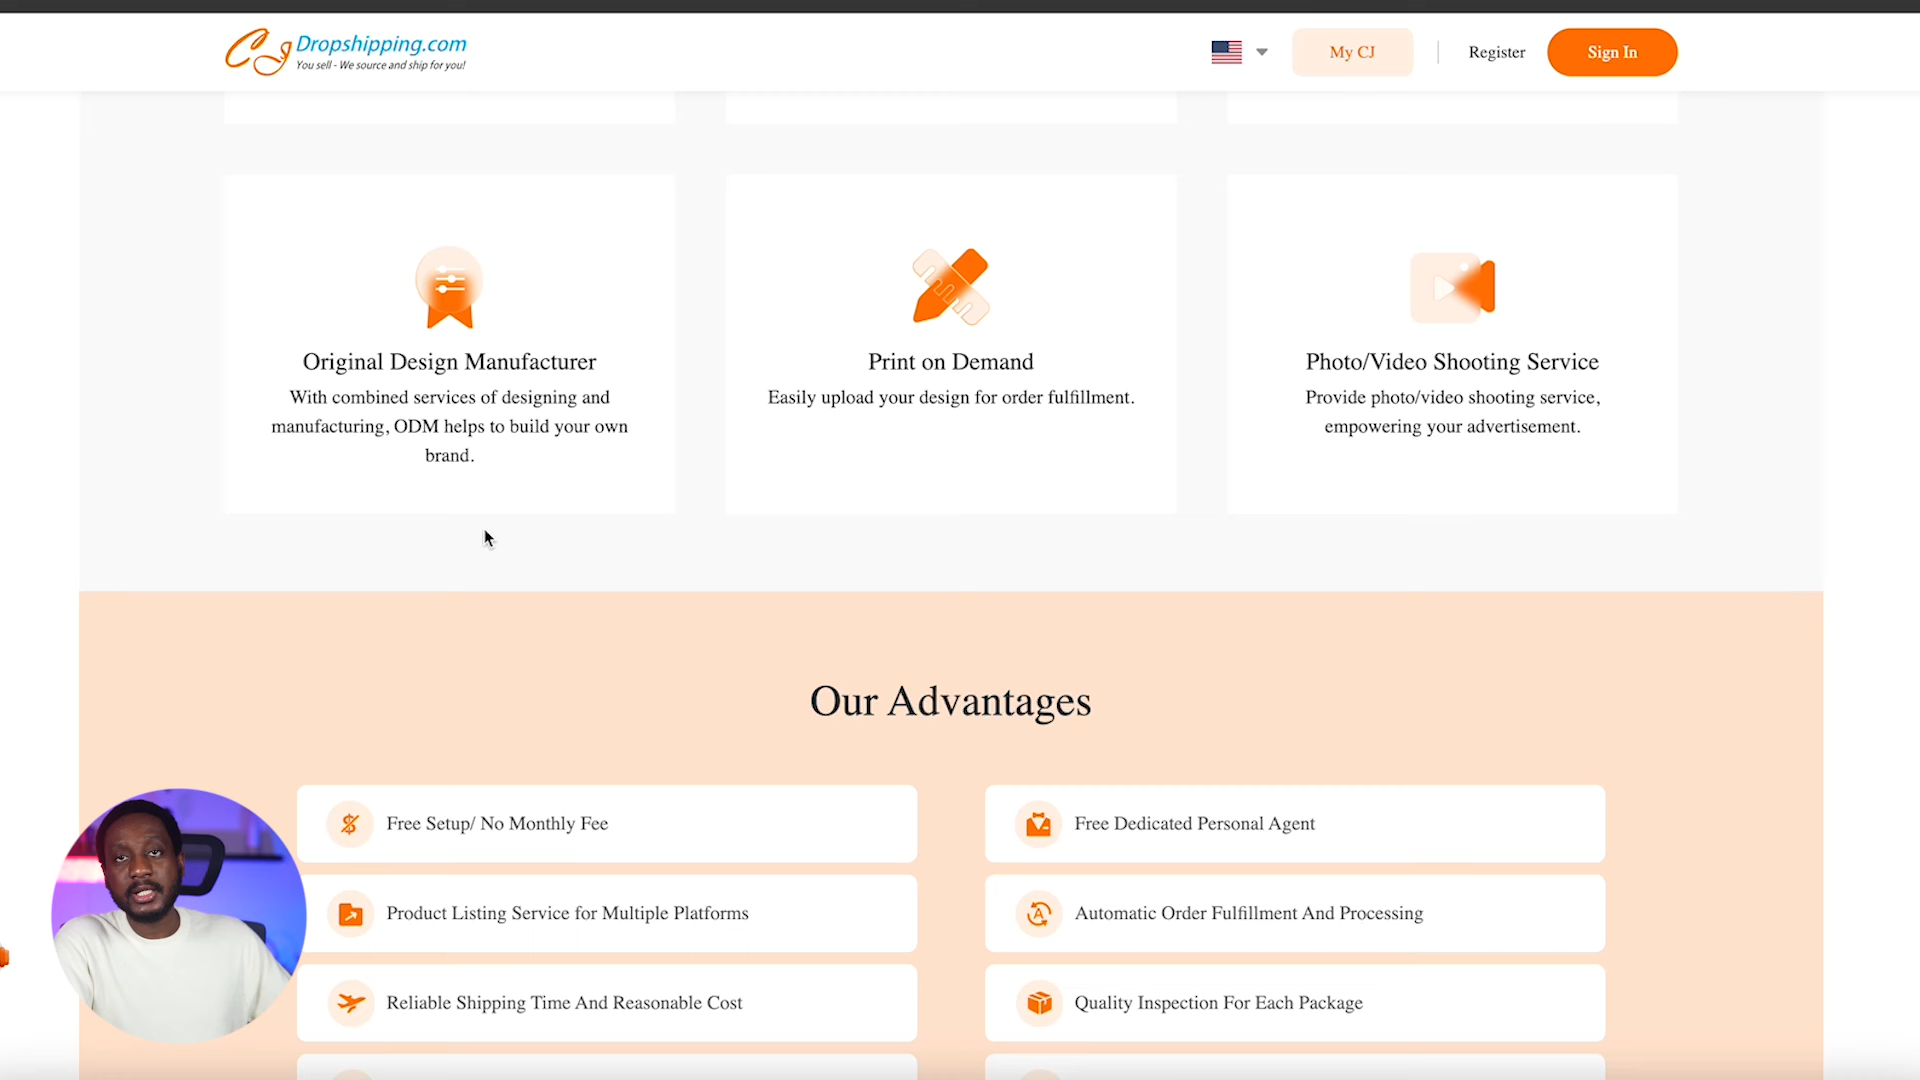 CJ Dropshipping.com
You sell - We source and ship for you!
My CJ
Register
Sign In
Original Design Manufacturer
With combined services of designing and
manufacturing, ODM helps to build your own
brand.
Print on Demand
Easily upload your design for order fulfillment.
Photo/Video Shooting Service
Provide photo/video shooting service,
empowering your advertisement.
Our Advantages
Free Setup/ No Monthly Fee
Free Dedicated Personal Agent
Product Listing Service for Multiple Platforms
Automatic Order Fulfillment And Processing
Reliable Shipping Time And Reasonable Cost
Quality Inspection For Each Package